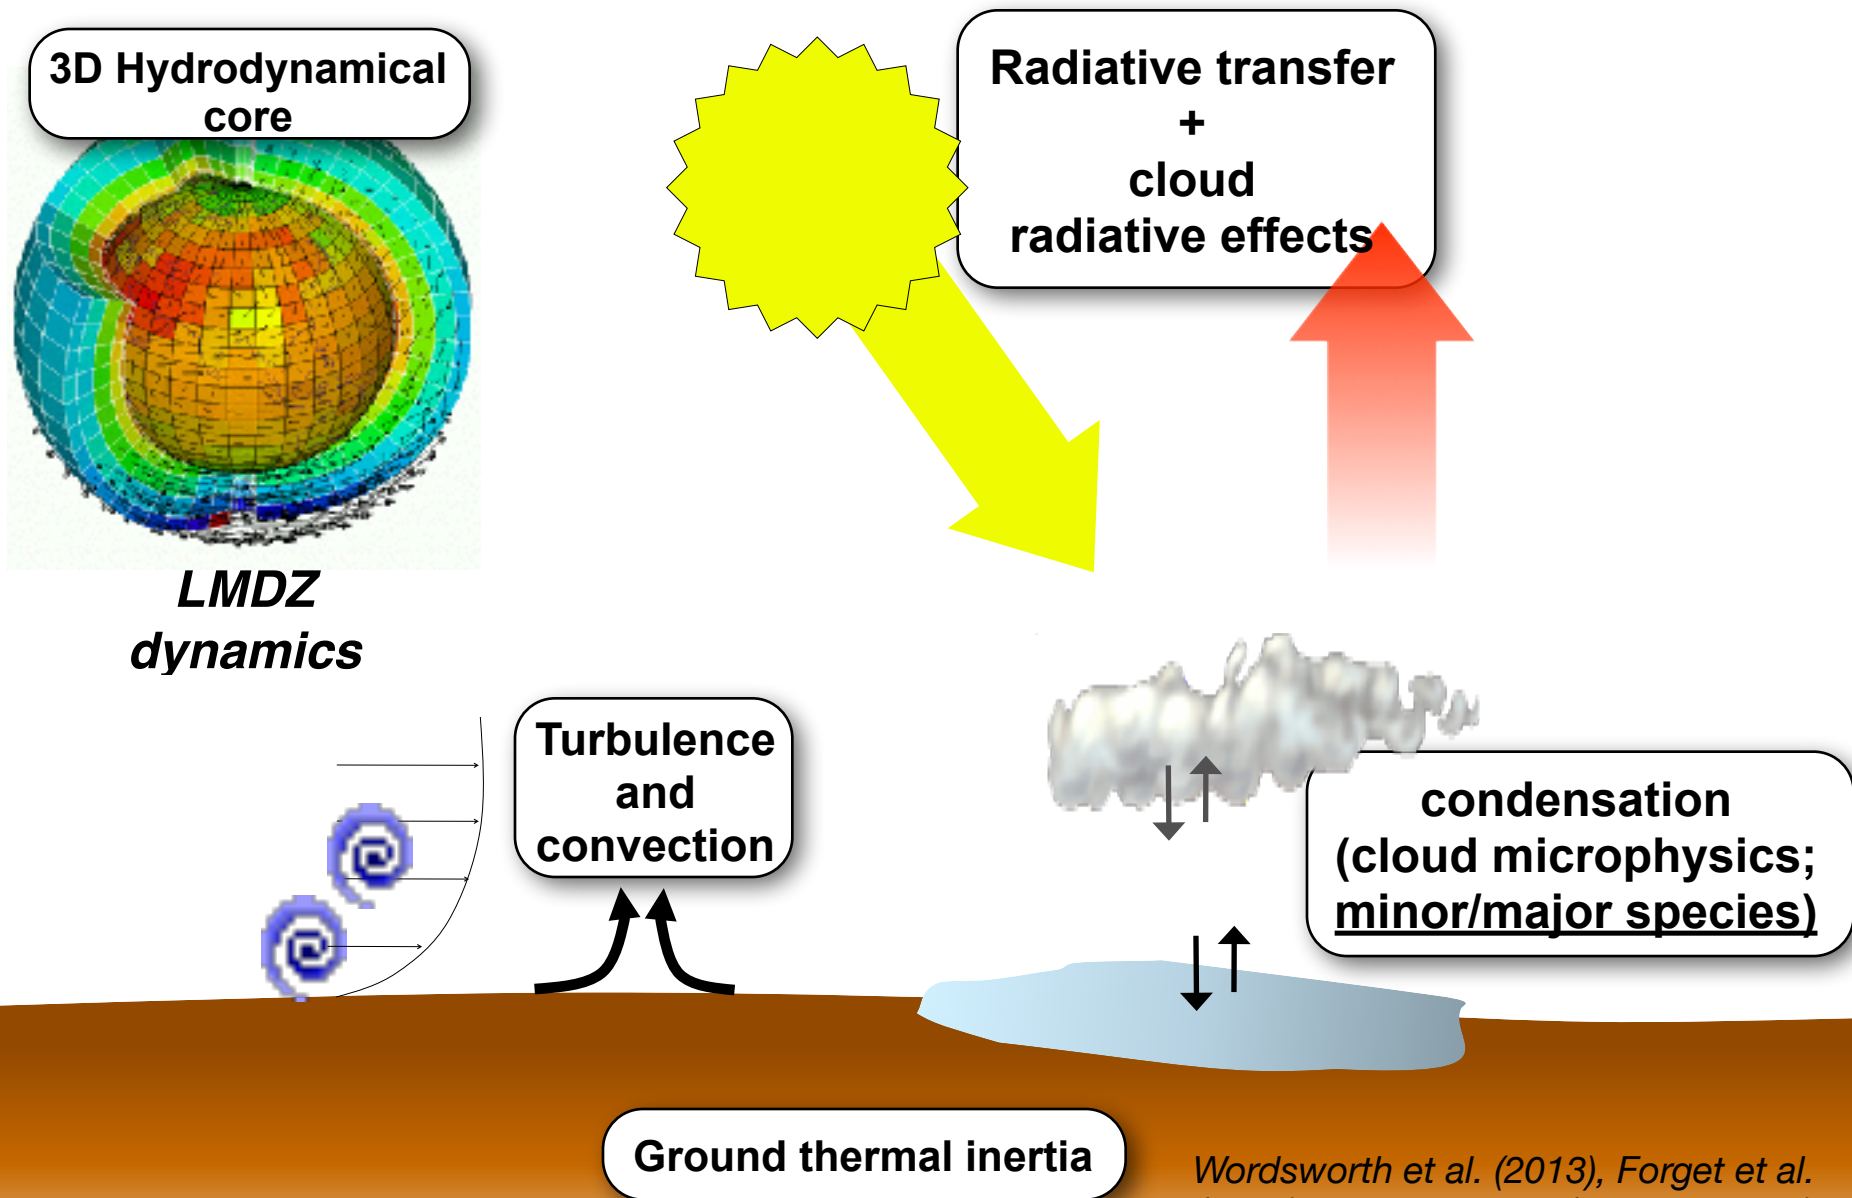 3D Hydrodynamical
core
LMDZ
dynamics
Radiative transfer
+
cloud
radiative effects
Turbulence
and
convection
condensation
(cloud microphysics;
minor/major species)
Ground thermal inertia
Wordsworth et al. (2013), Forget et al.